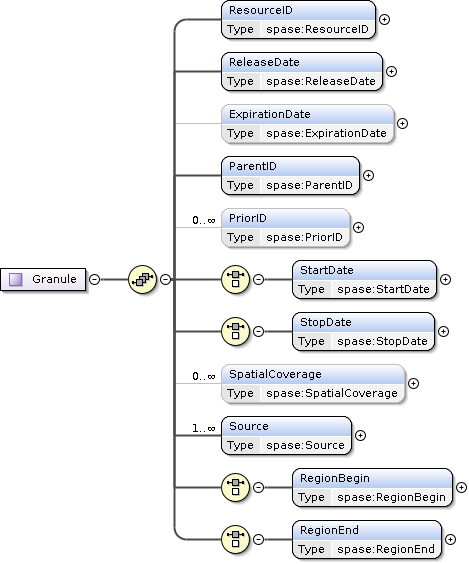 ResourceID
Type spase:ResourceID
ReleaseDate
Type spase:ReleaseDate
ExpirationDate
Type spase:ExpirationDate
ParentID
Type spase:ParentID
0..∞
PriorID
Type spase:PriorID
Granule
StartDate
Type spase:StartDate
StopDate
Type spase:StopDate
0..∞
SpatialCoverage
Type spase:SpatialCoverage
1..∞
Source
Type spase:Source
RegionBegin
Type spase:RegionBegin
RegionEnd
Type spase:RegionEnd